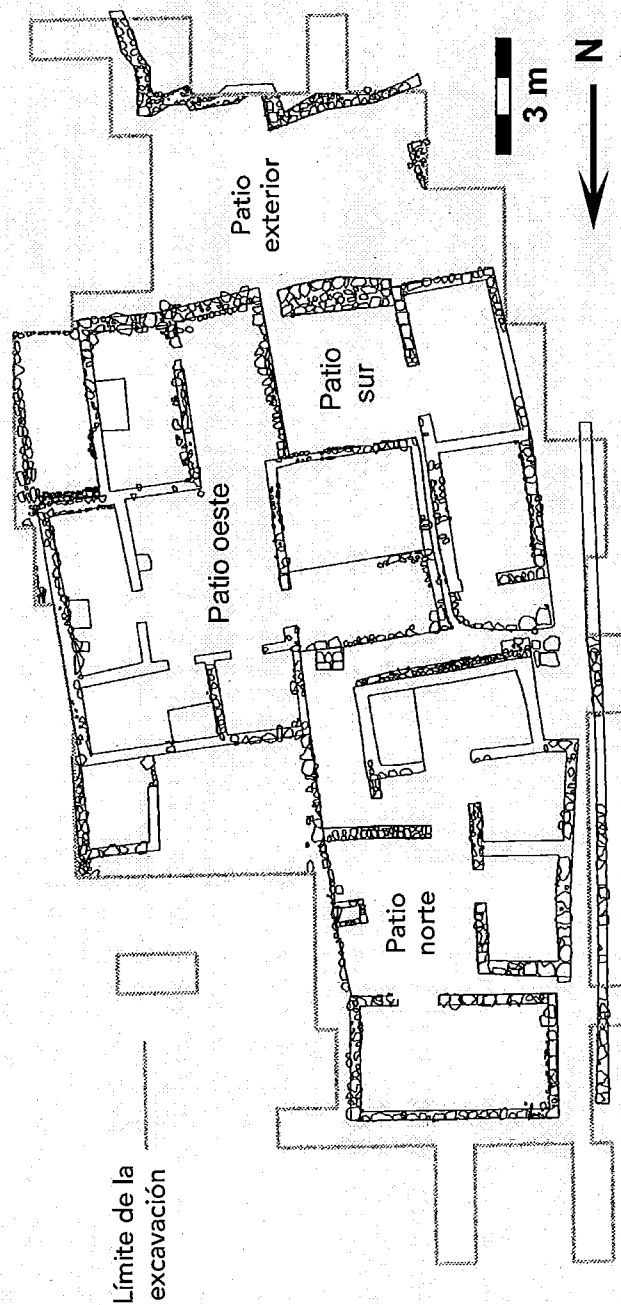 Límite de la
excavación
Patio
norte
Patio oeste
Patio
sur
Patio
exterior
3 m
N